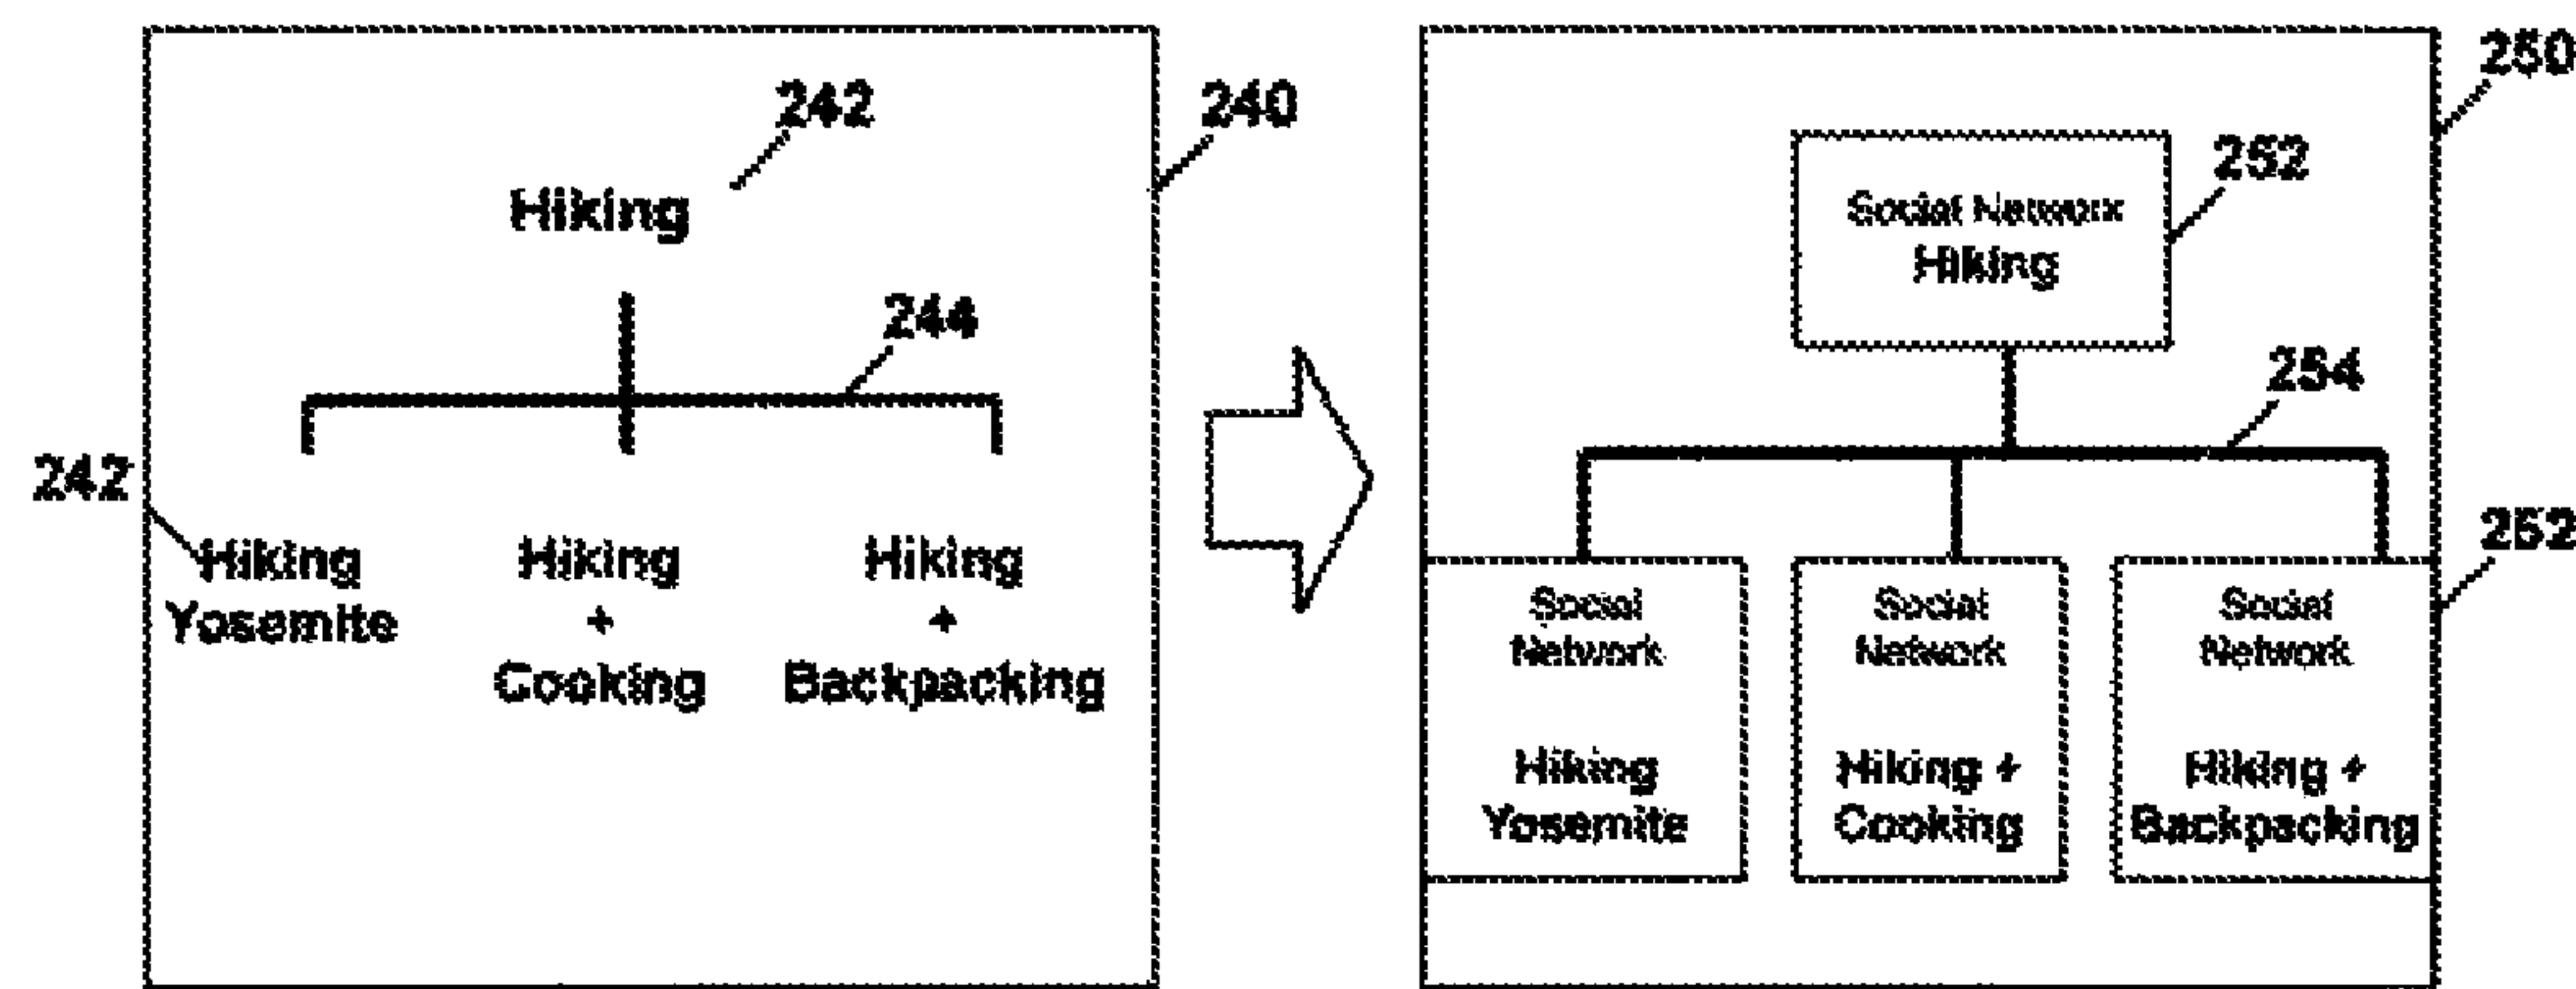 242
240
Hiking
244
242
Hiking
Yosemite
Hiking
+
Cooking
Hiking
+
Backpacking
250
252
Social Network
Hiking
254
252
Social
Network
Hiking
Yosemite
Social
Network
Hiking +
Cooking
Social
Network
Hiking +
Backpacking